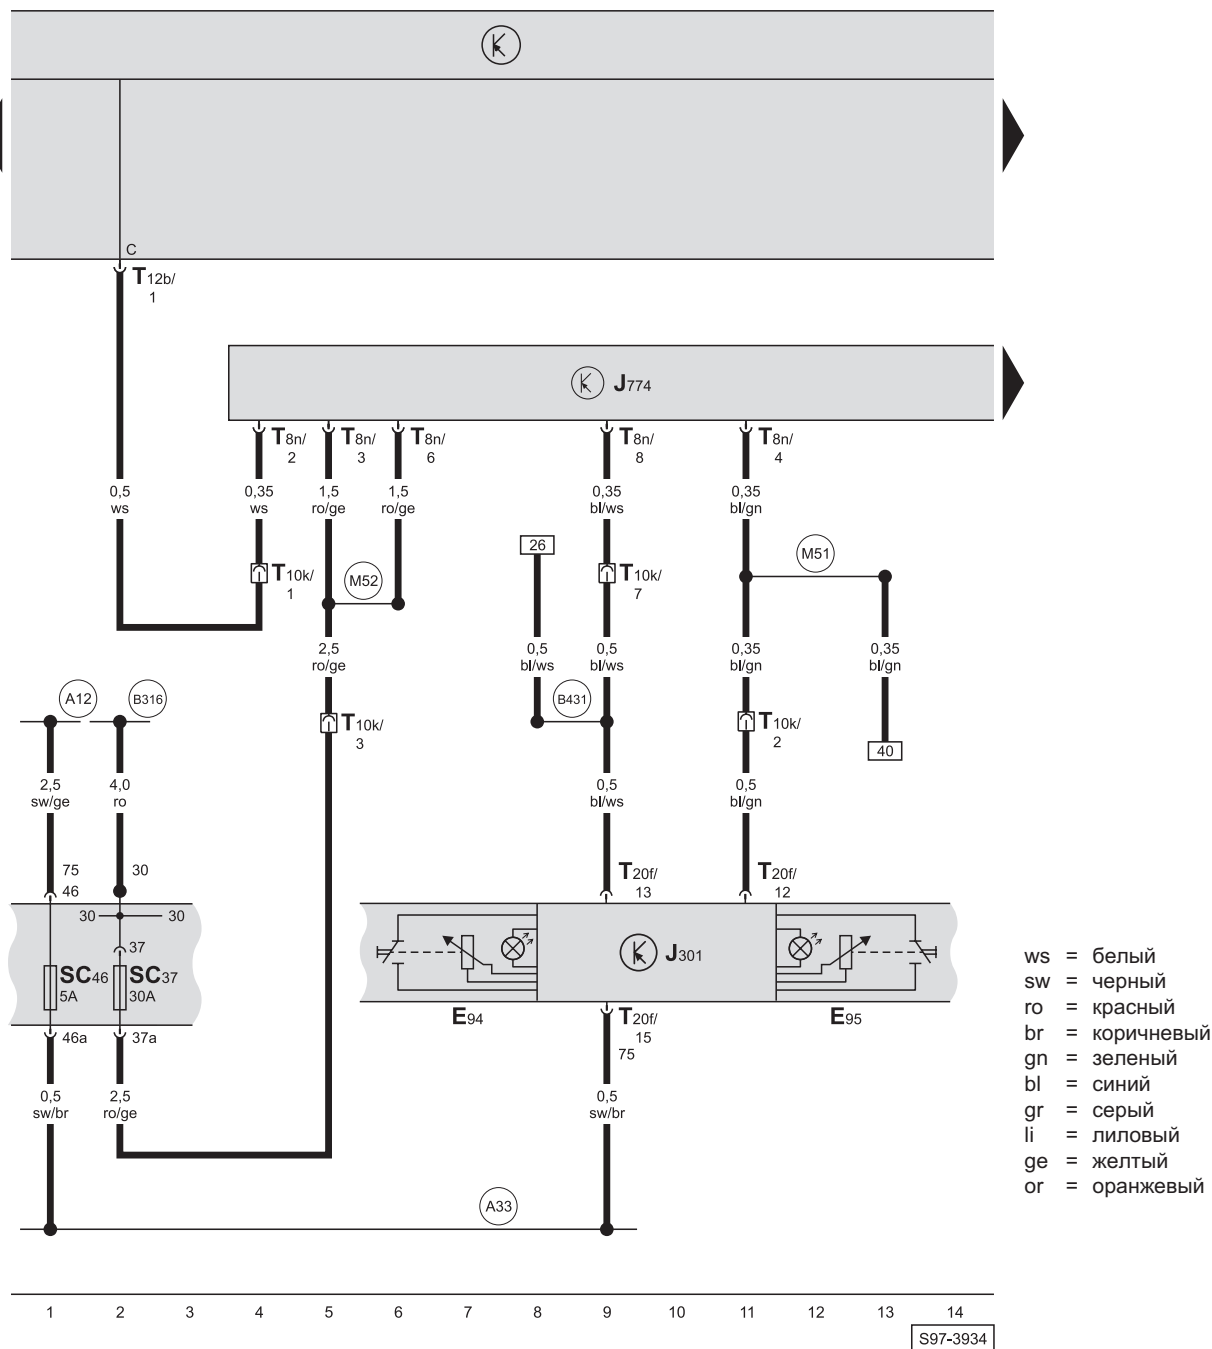 C
T12b/
1
J774
T8n/
2
T8n/
3
T8n/
6
T8n/
8
T8n/
4
0,5
ws
0,35
ws
1,5
ro/ge
1,5
ro/ge
0,35
bl/ws
0,35
bl/gn
26
M51
T10k/
1
M52
T10k/
7
2,5
ro/ge
0,5
bl/ws
0,5
bl/ws
0,35
bl/gn
0,35
bl/gn
A12
B316
B431
T10k/
3
T10k/
2
40
2,5
sw/ge
4,0
ro
0,5
bl/ws
0,5
bl/gn
75
46
30
T20f/
13
T20f/
12
30
30
37
SC46
5A
SC37
30A
J301
46a
37a
E94
T20f/
15
75
E95
0,5
sw/br
2,5
ro/ge
0,5
sw/br
A33
ws = белый
sw = черный
ro = красный
br = коричневый
gn = зеленый
bl = синий
gr = серый
li = лиловый
ge = желтый
or = оранжевый
1 2 3 4 5 6 7 8 9 10 11 12 13 14
S97-3934